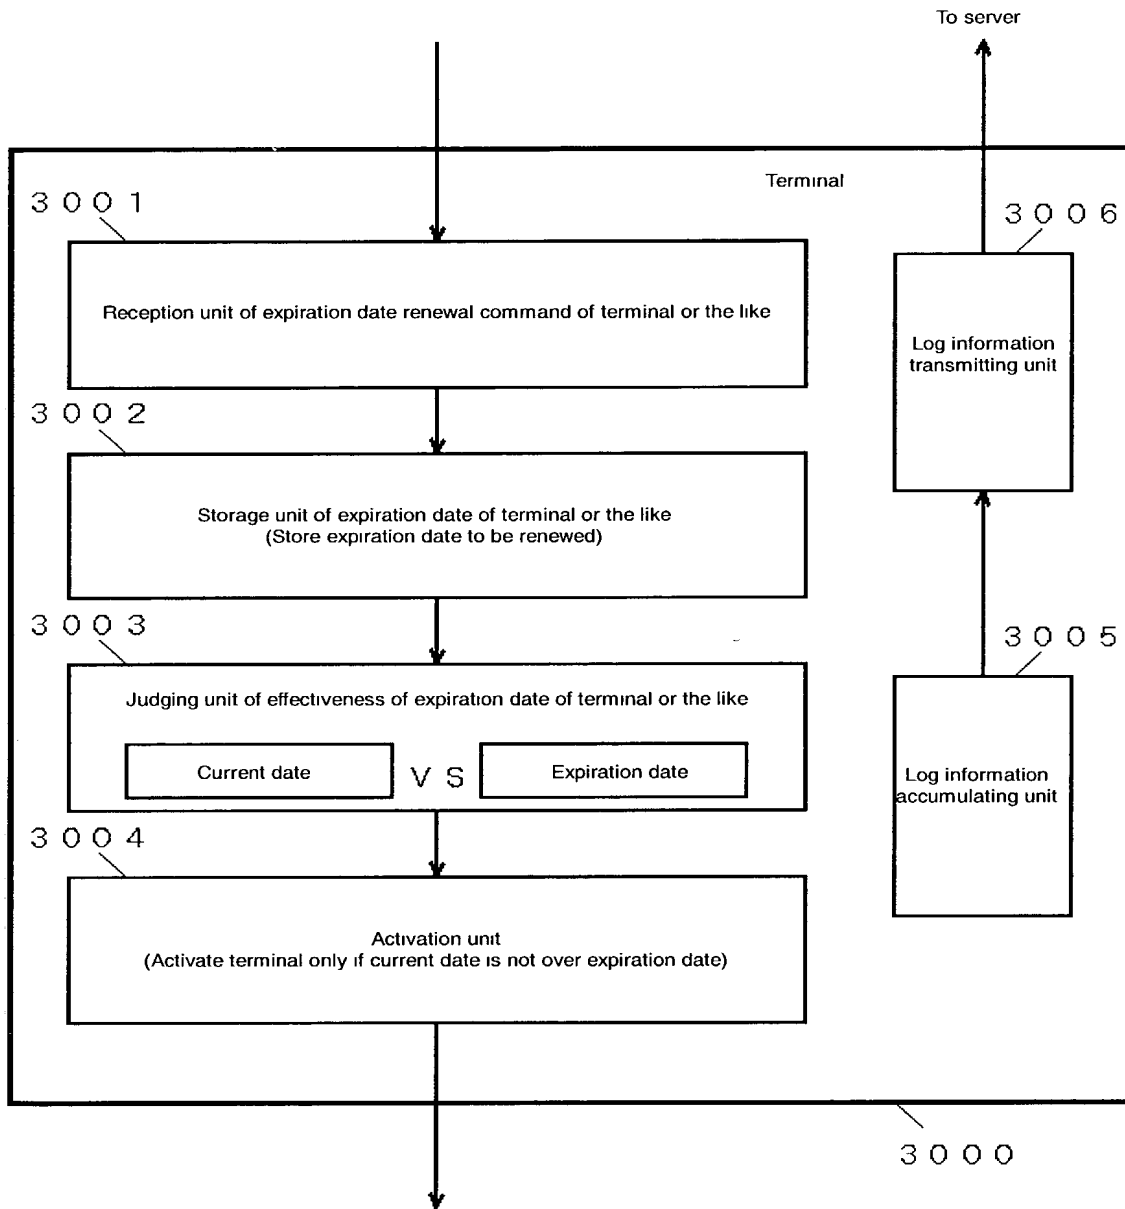 To server
Terminal
3001
Reception unit of expiration date renewal command of terminal or the like
3002
Storage unit of expiration date of terminal or the like
(Store expiration date to be renewed)
3003
Judging unit of effectiveness of expiration date of terminal or the like
Current date
VS
Expiration date
3004
Activation unit
(Activate terminal only if current date is not over expiration date)
3006
Log information
transmitting unit
3005
Log information
accumulating unit
3000